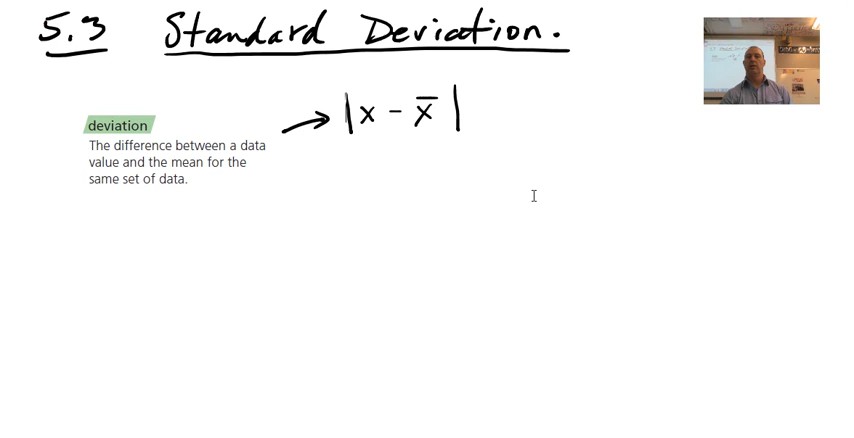 5.3 Standard Deviation.
|x - x̅|
deviation
The difference between a data
value and the mean for the
same set of data.